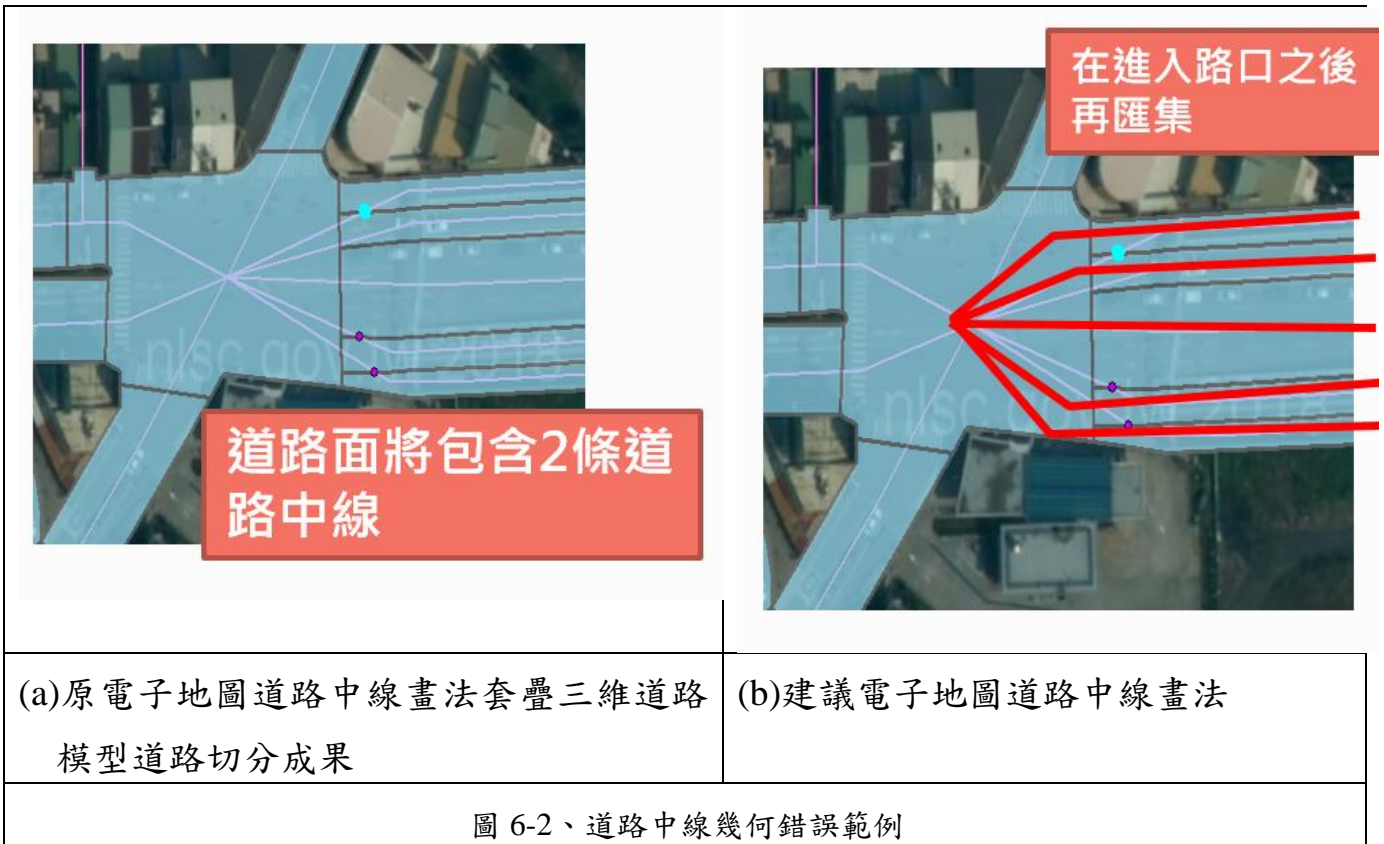 道路面將包含2條道
路中線
在進入路口之後
再匯集
(a)原電子地圖道路中線畫法套疊三維道路
模型道路切分成果
(b)建議電子地圖道路中線畫法
圖 6-2、道路中線幾何錯誤範例